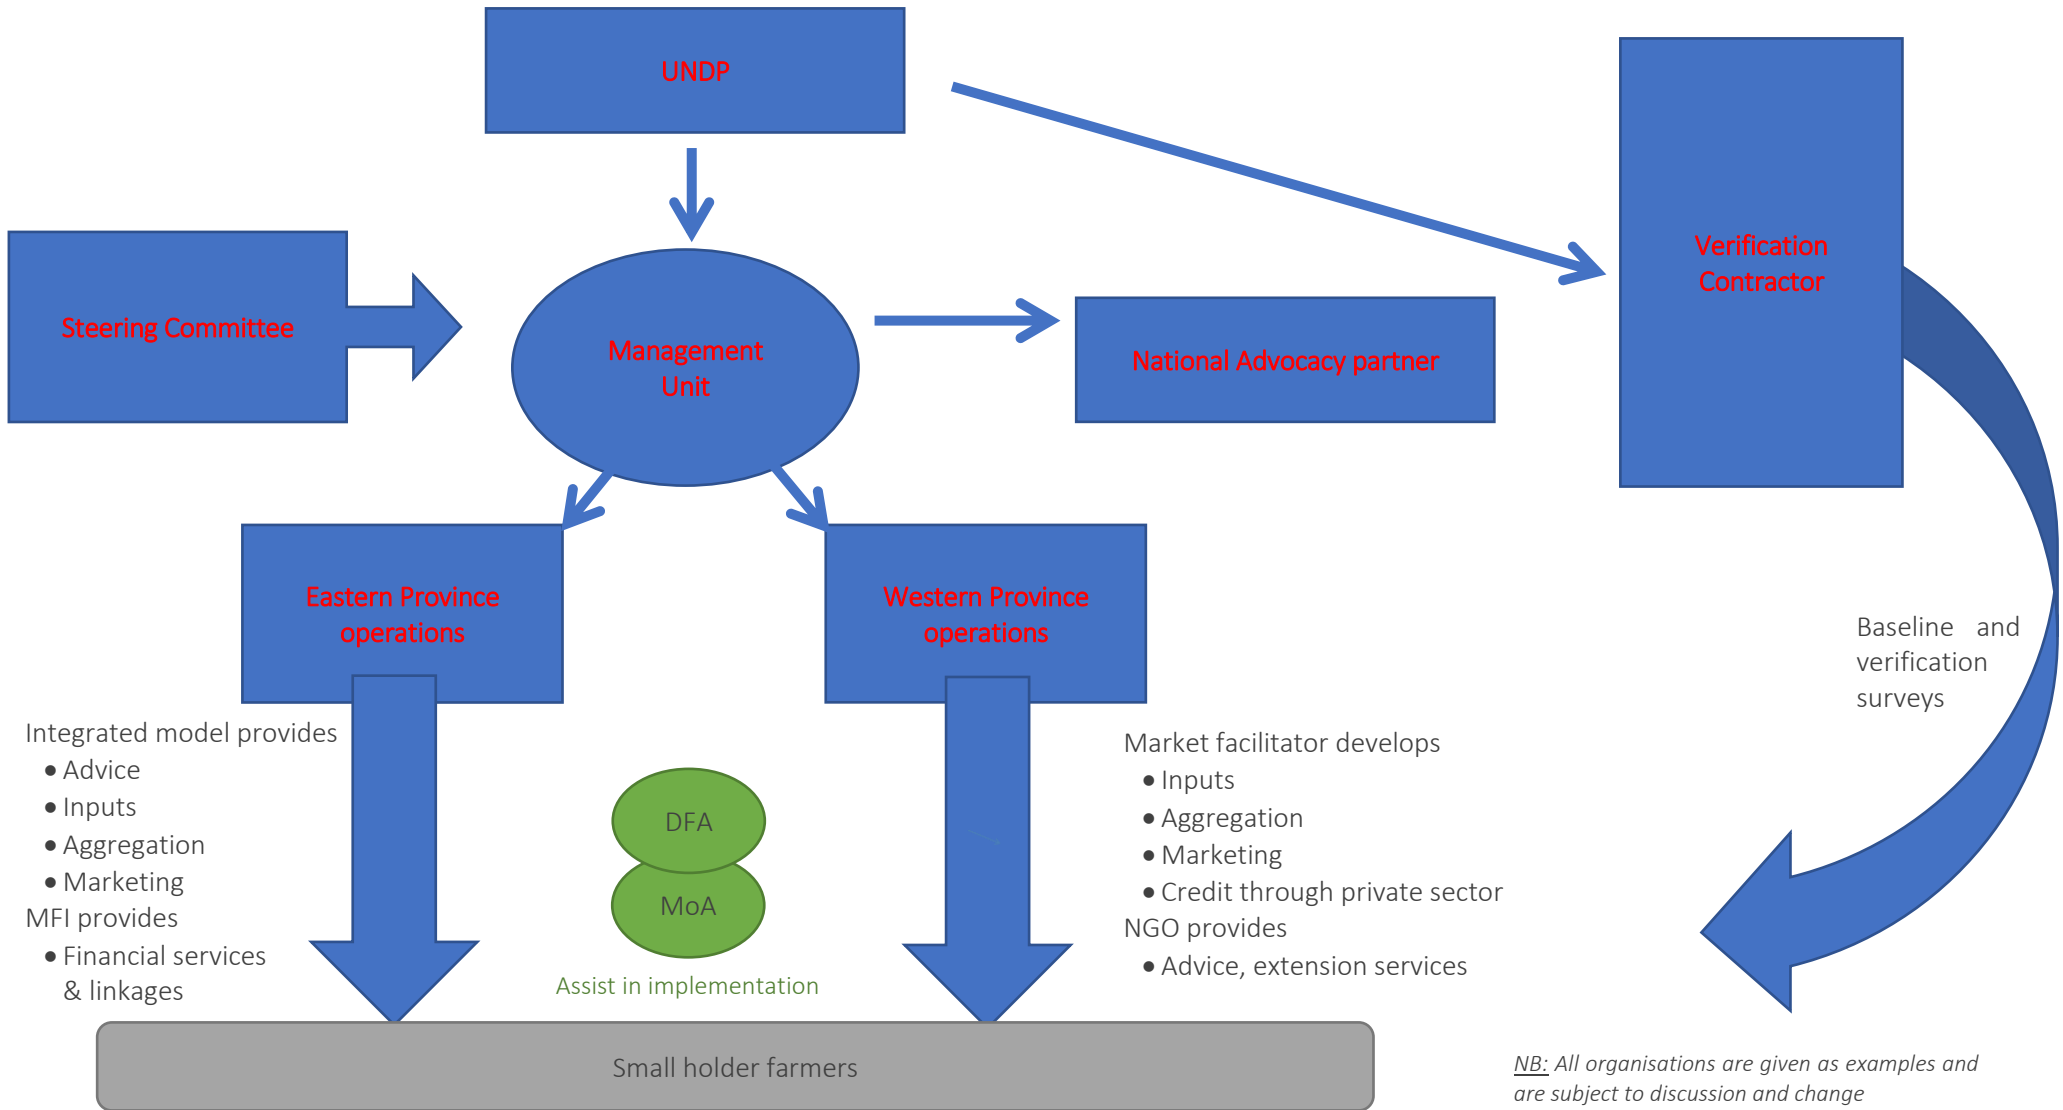 UNDP
Verification
Contractor
Steering Committee
Management
Unit
National Advocacy partner
Eastern Province
operations
Western Province
operations
Baseline and
verification
surveys
Integrated model provides
• Advice
• Inputs
• Aggregation
• Marketing
MFI provides
• Financial services
& linkages
DFA
MoA
Assist in implementation
Market facilitator develops
• Inputs
• Aggregation
• Marketing
• Credit through private sector
NGO provides
• Advice, extension services
Small holder farmers
NB: All organisations are given as examples and
are subject to discussion and change